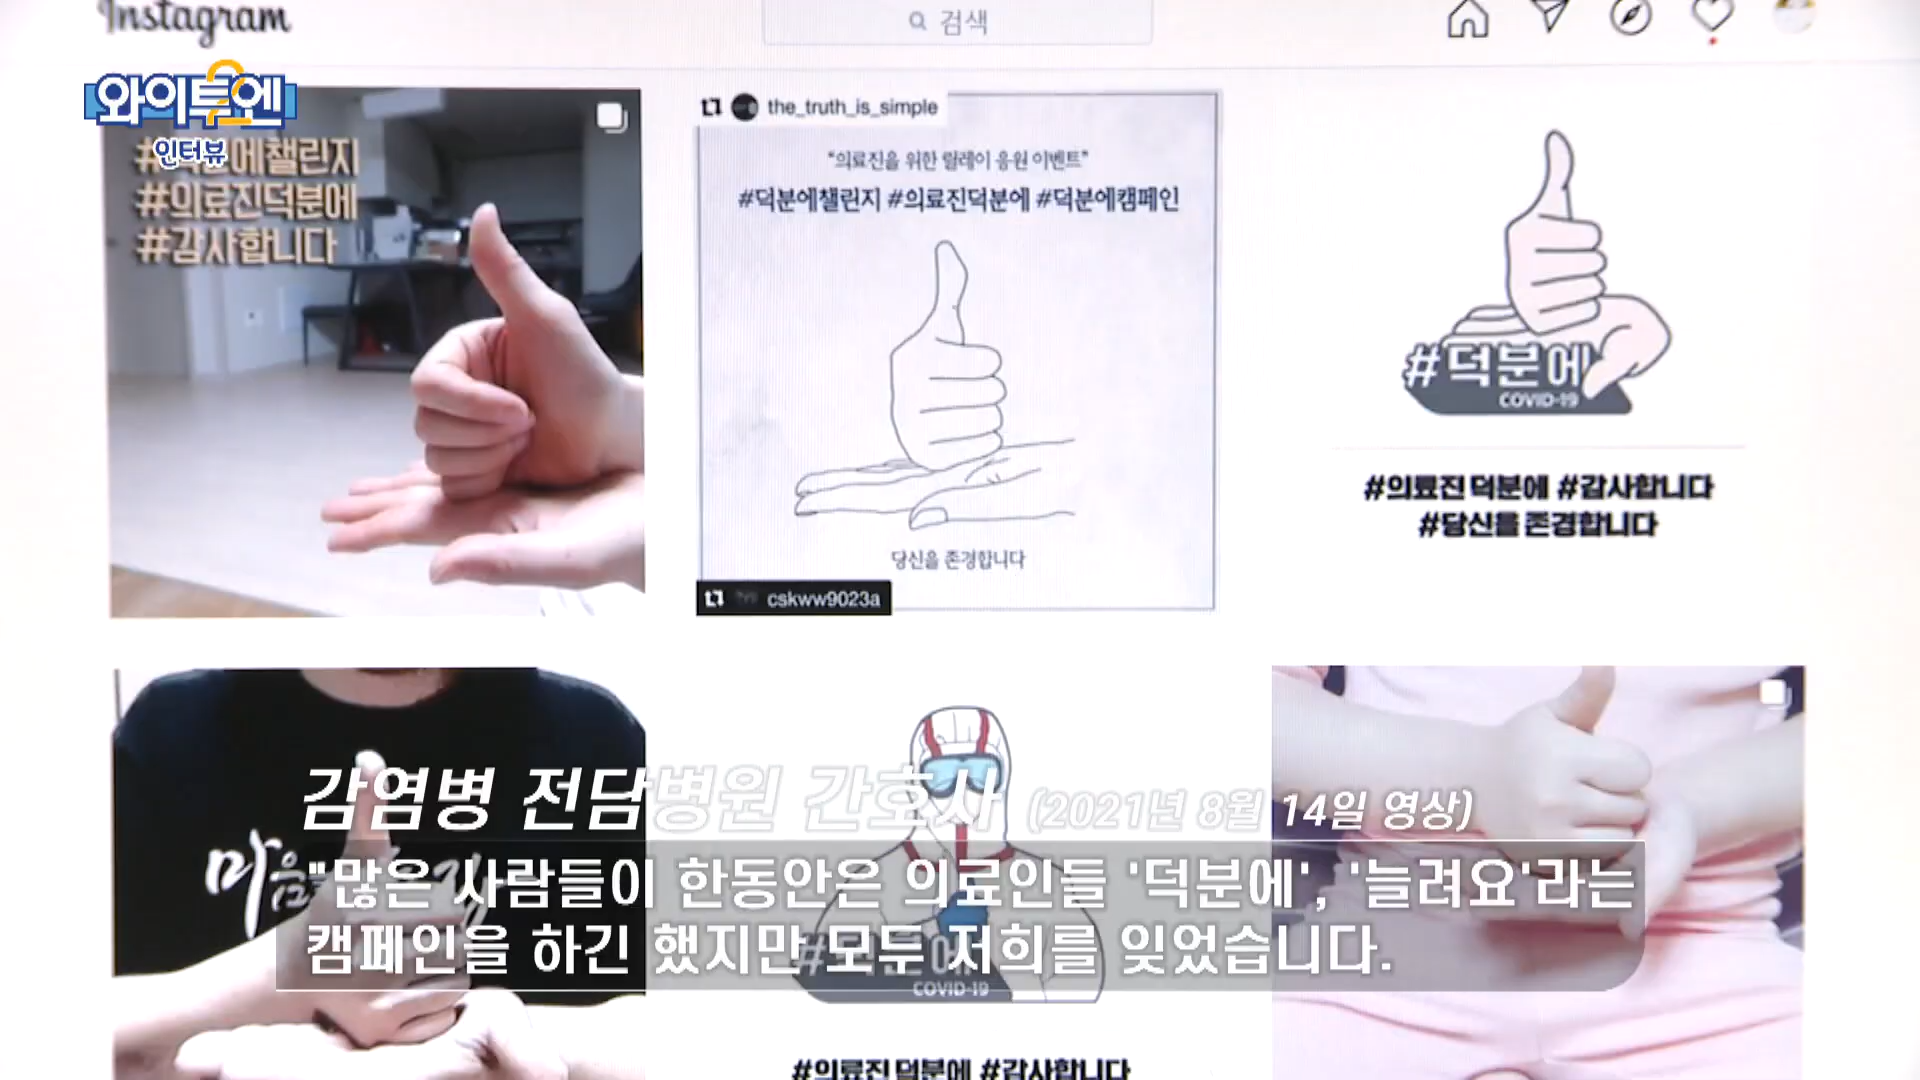 Instagram
검색
와이투엔
인터뷰
#덕분에챌린지
#의료진덕분에
#감사합니다
the_truth_is_simple
"의료진을 위한 릴레이 응원 이벤트"
#덕분에챌린지 #의료진덕분에 #덕분에캠페인
당신을 존경합니다
cskww9023a
#덕분에
COVID-19
#의료진덕분에 #감사합니다
#당신을 존경합니다
감염병 전담병원 간호사 (2021년 8월 14일 영상)
"많은 사람들이 한동안은 의료인들 '덕분에', '늘려요'라는
캠페인을 하긴 했지만 모두 저희를 잊었습니다.
#덕분에
COVID-19
#의료진덕분에 #감사합니다